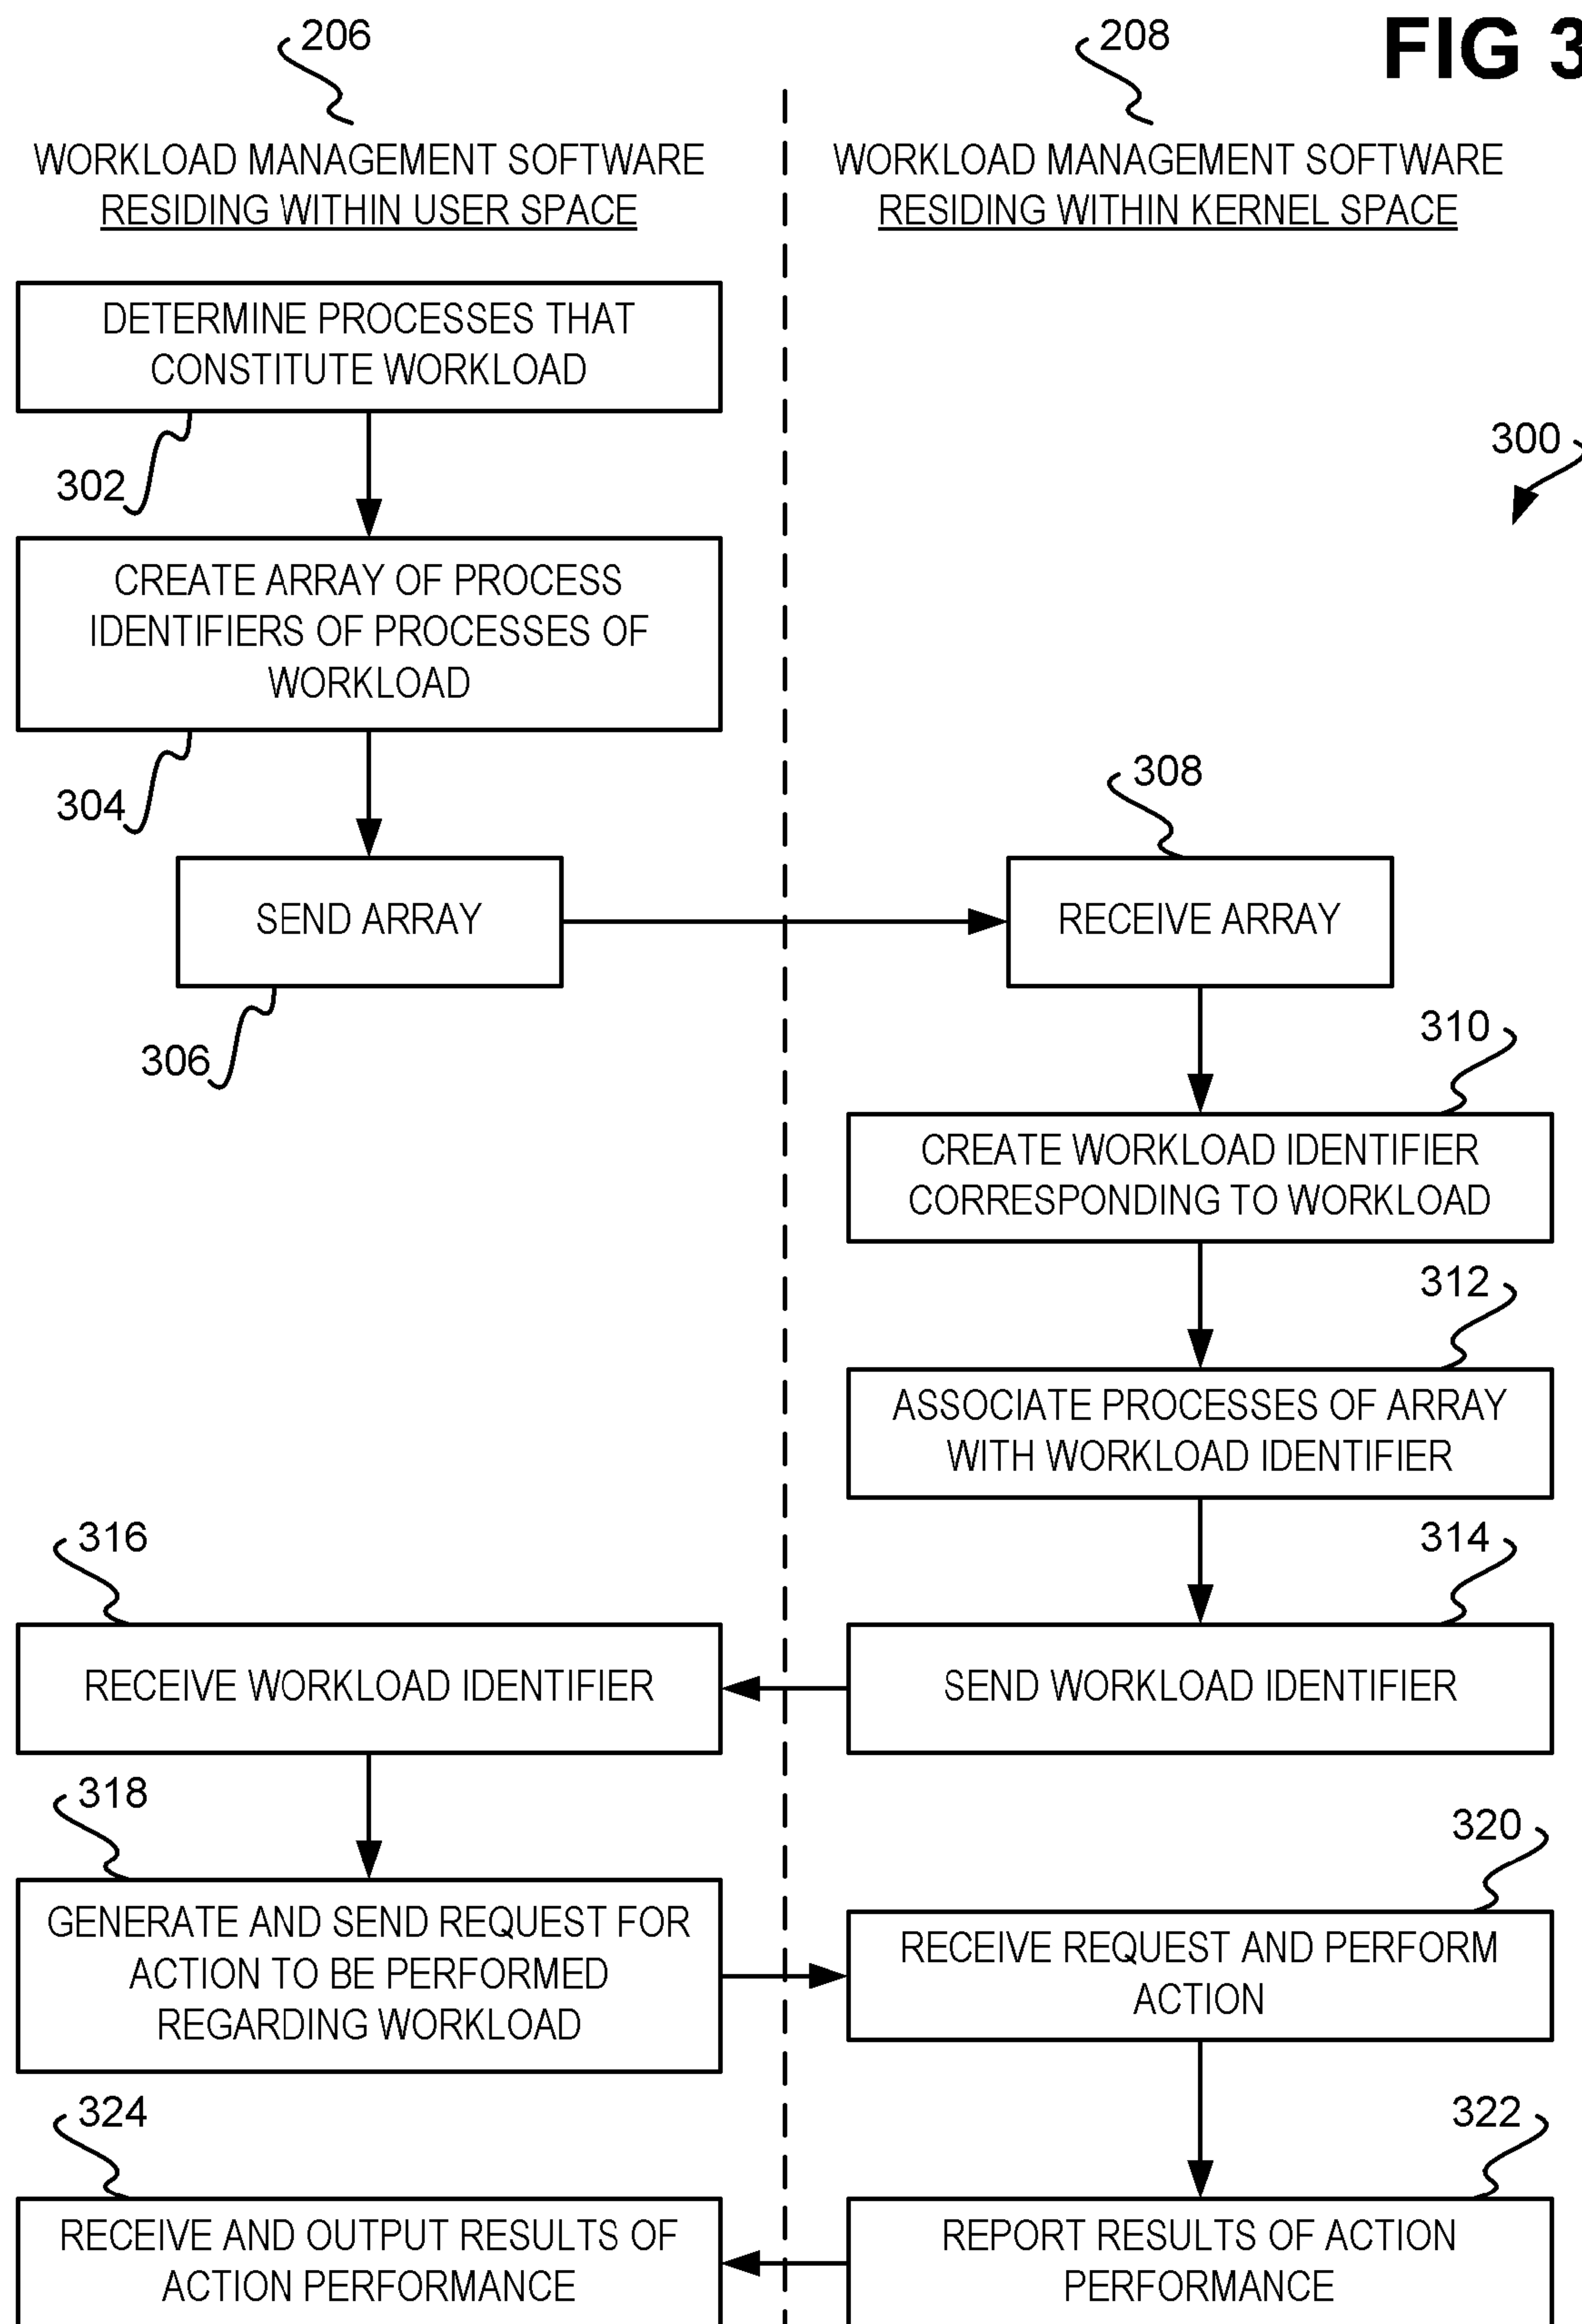 206
208
FIG 3
WORKLOAD MANAGEMENT SOFTWARE
RESIDING WITHIN USER SPACE
WORKLOAD MANAGEMENT SOFTWARE
RESIDING WITHIN KERNEL SPACE
DETERMINE PROCESSES THAT
CONSTITUTE WORKLOAD
300
302
CREATE ARRAY OF PROCESS
IDENTIFIERS OF PROCESSES OF
WORKLOAD
304
308
SEND ARRAY
RECEIVE ARRAY
306
310
CREATE WORKLOAD IDENTIFIER
CORRESPONDING TO WORKLOAD
312
ASSOCIATE PROCESSES OF ARRAY
WITH WORKLOAD IDENTIFIER
316
314
RECEIVE WORKLOAD IDENTIFIER
SEND WORKLOAD IDENTIFIER
318
320
GENERATE AND SEND REQUEST FOR
ACTION TO BE PERFORMED
REGARDING WORKLOAD
RECEIVE REQUEST AND PERFORM
ACTION
324
322
RECEIVE AND OUTPUT RESULTS OF
ACTION PERFORMANCE
REPORT RESULTS OF ACTION
PERFORMANCE